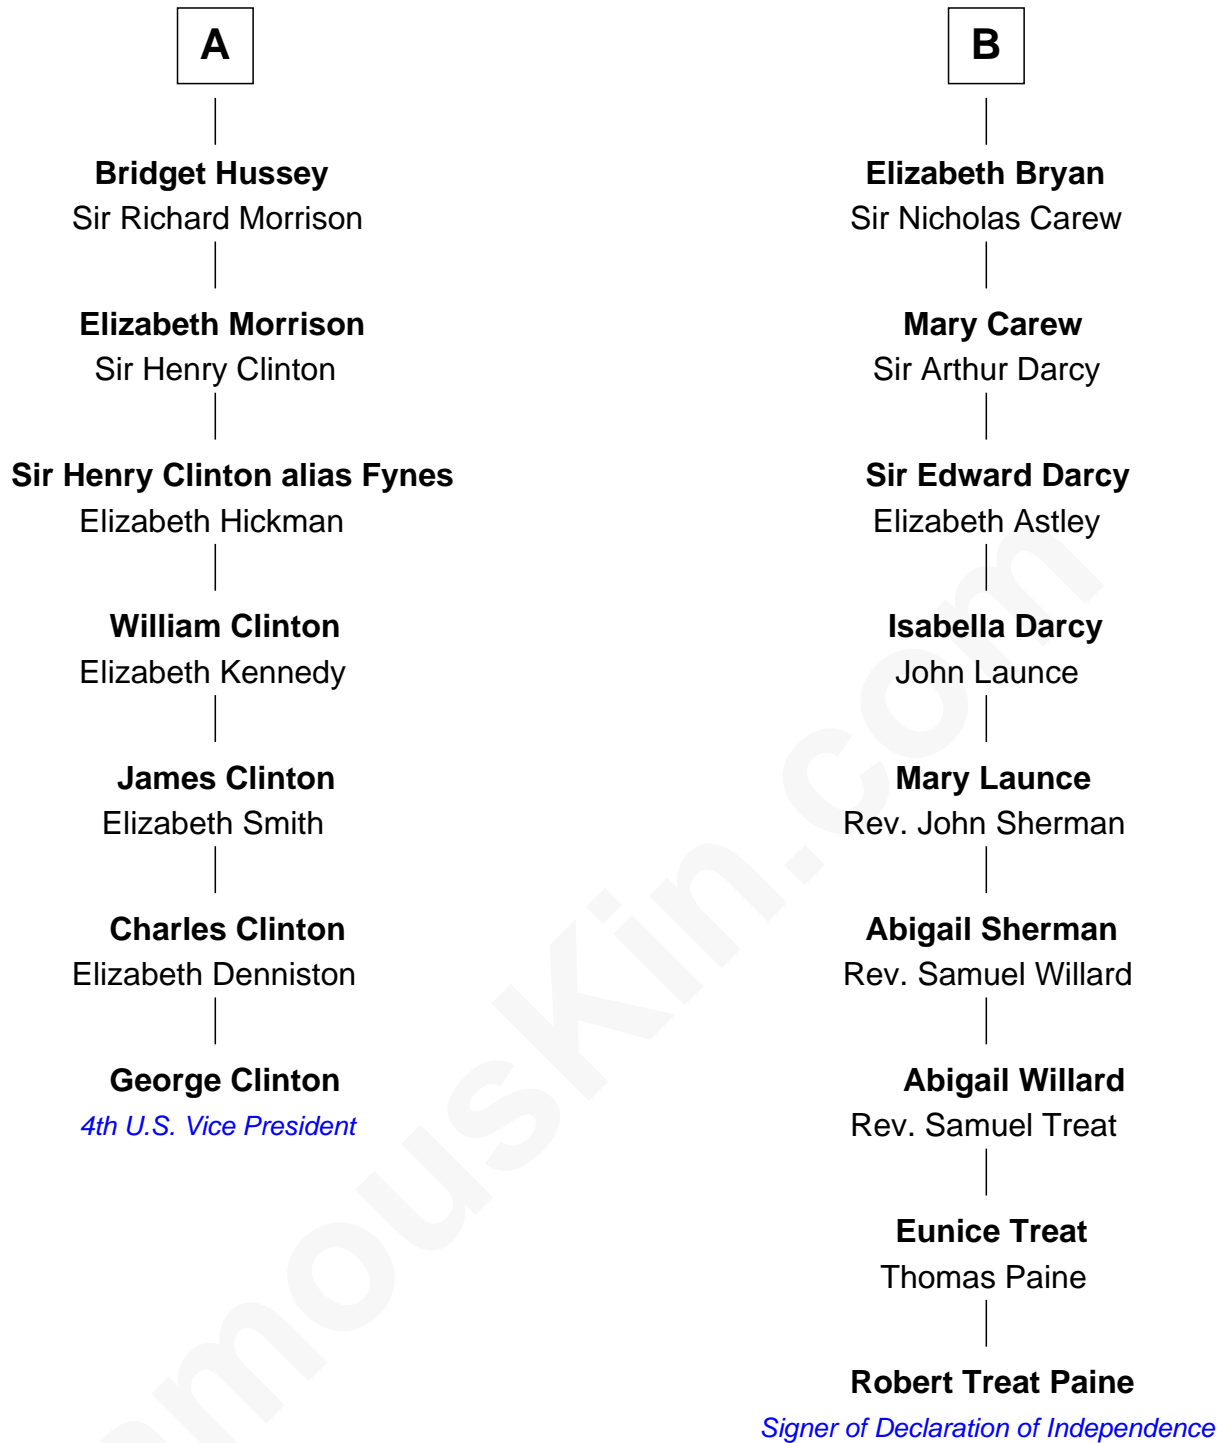 A
Bridget Hussey
Sir Richard Morrison
Elizabeth Morrison
Sir Henry Clinton
Sir Henry Clinton alias Fynes
Elizabeth Hickman
William Clinton
Elizabeth Kennedy
James Clinton
Elizabeth Smith
Charles Clinton
Elizabeth Denniston
George Clinton
4th U.S. Vice President
B
Elizabeth Bryan
Sir Nicholas Carew
Mary Carew
Sir Arthur Darcy
Sir Edward Darcy
Elizabeth Astley
Isabella Darcy
John Launce
Mary Launce
Rev. John Sherman
Abigail Sherman
Rev. Samuel Willard
Abigail Willard
Rev. Samuel Treat
Eunice Treat
Thomas Paine
Robert Treat Paine
Signer of Declaration of Independence
amouskin.com